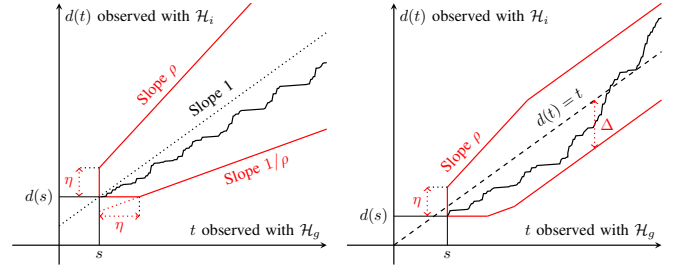 d(t) observed with ℋ_i
Slope ρ
Slope 1
η
d(s)
Slope 1/ρ
η
t observed with ℋ_g
s
d(t) observed with ℋ_i
d(t) = t
Slope ρ
Δ
η
d(s)
t observed with ℋ_g
s